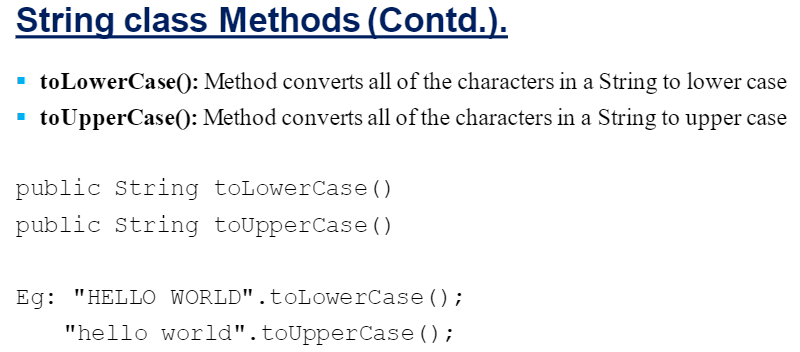 String class Methods (Contd.).
toLowerCase(): Method converts all of the characters in a String to lower case
toUpperCase(): Method converts all of the characters in a String to upper case
public String toLowerCase()
public String toUpperCase()
Eg: "HELLO WORLD".toLowerCase();
"hello world".toUpperCase();